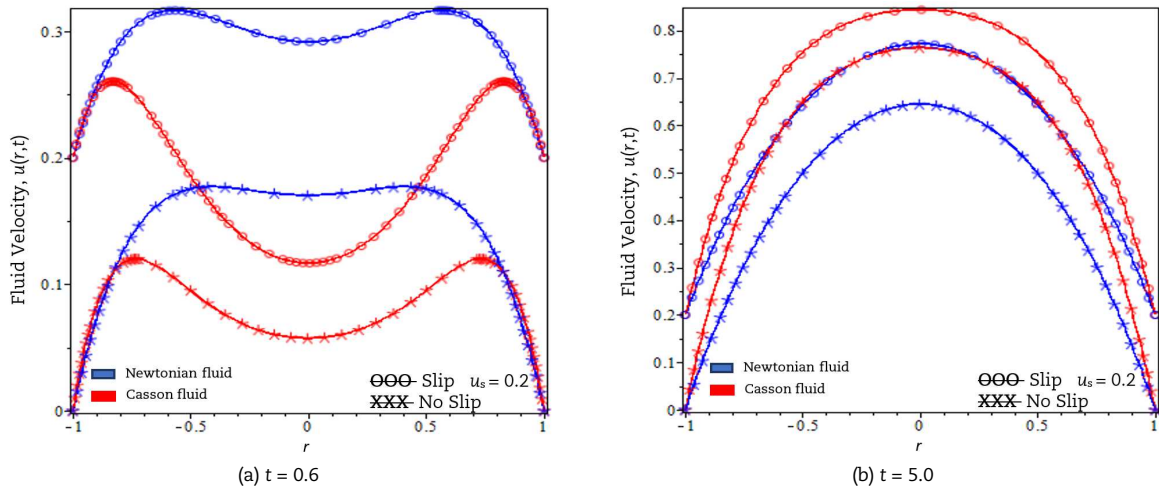 0.3
0.2
0.1
0
Fluid Velocity, u(r,t)
Newtonian fluid
Casson fluid
OOO Slip us = 0.2
XXX No Slip
−1 −0.5 0 0.5 1
r
(a) t = 0.6
0.8
0.7
0.6
0.5
0.4
0.3
0.2
0.1
0
Fluid Velocity, u(r,t)
Newtonian fluid
Casson fluid
OOO Slip us = 0.2
XXX No Slip
−1 −0.5 0 0.5 1
r
(b) t = 5.0